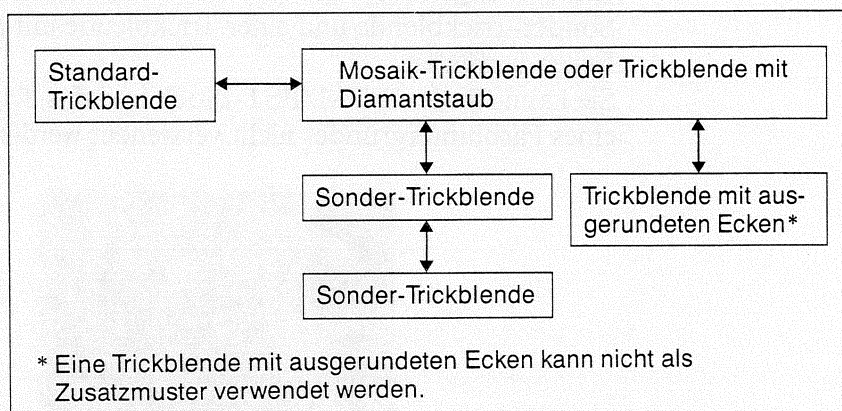 Standard-
Trickblende
Mosaik-Trickblende oder Trickblende mit
Diamantstaub
Sonder-Trickblende
Trickblende mit aus-
gerundeten Ecken*
Sonder-Trickblende
* Eine Trickblende mit ausgerundeten Ecken kann nicht als
Zusatzmuster verwendet werden.